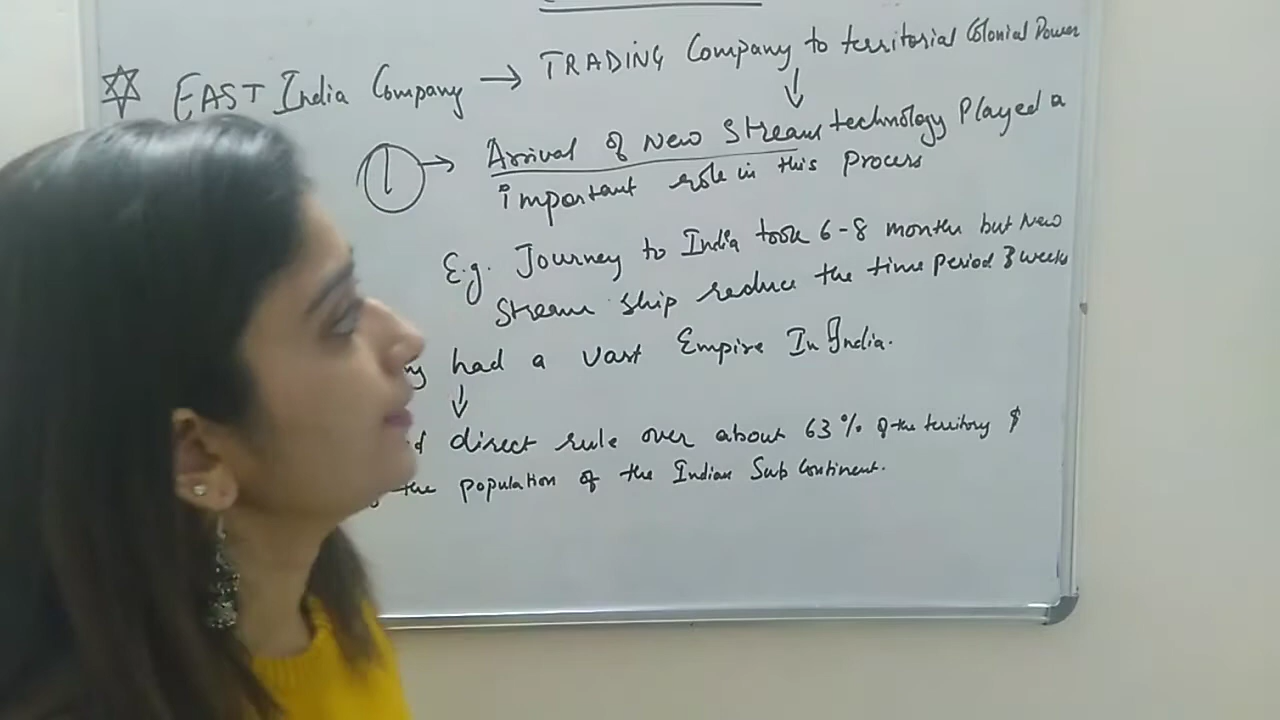 EAST India Company → TRADING Company to territorial Colonial Power
↓
1 → Arrival of New Stream technology Played a
important role in this Process
E.g. Journey to India took 6-8 months but New
Stream ship reduce the time period 3 weeks
had a vast Empire In India.
↓
direct rule over about 63% of the territory &
the population of the Indian Sub Continent.